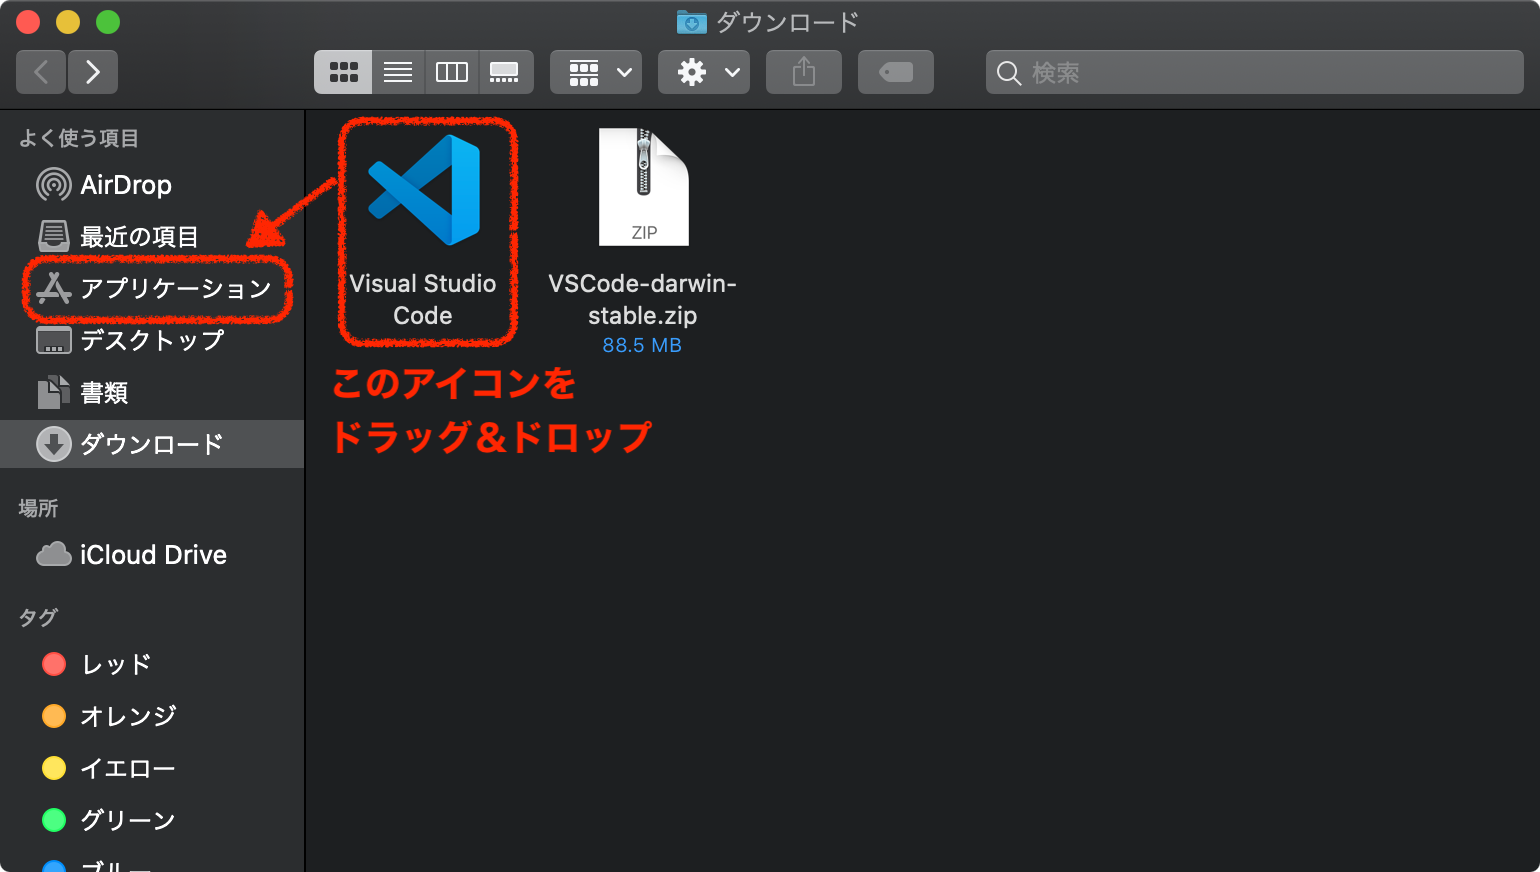 ダウンロード
検索
よく使う項目
AirDrop
最近の項目
アプリケーション
デスクトップ
書類
ダウンロード
場所
iCloud Drive
タグ
レッド
オレンジ
イエロー
グリーン
ブルー
Visual Studio
Code
ZIP
VSCode-darwin-
stable.zip
88.5 MB
このアイコンを
ドラッグ&ドロップ